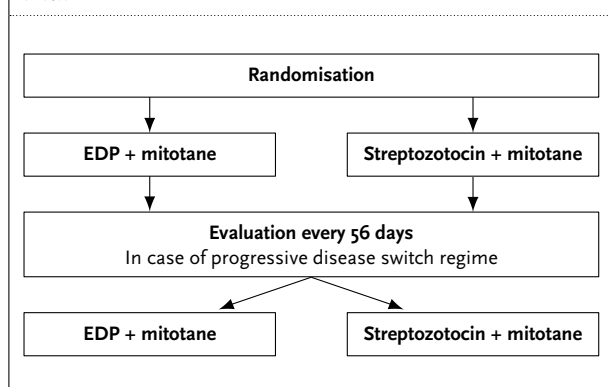 Randomisation
EDP + mitotane
Streptozotocin + mitotane
Evaluation every 56 days
In case of progressive disease switch regime
EDP + mitotane
Streptozotocin + mitotane